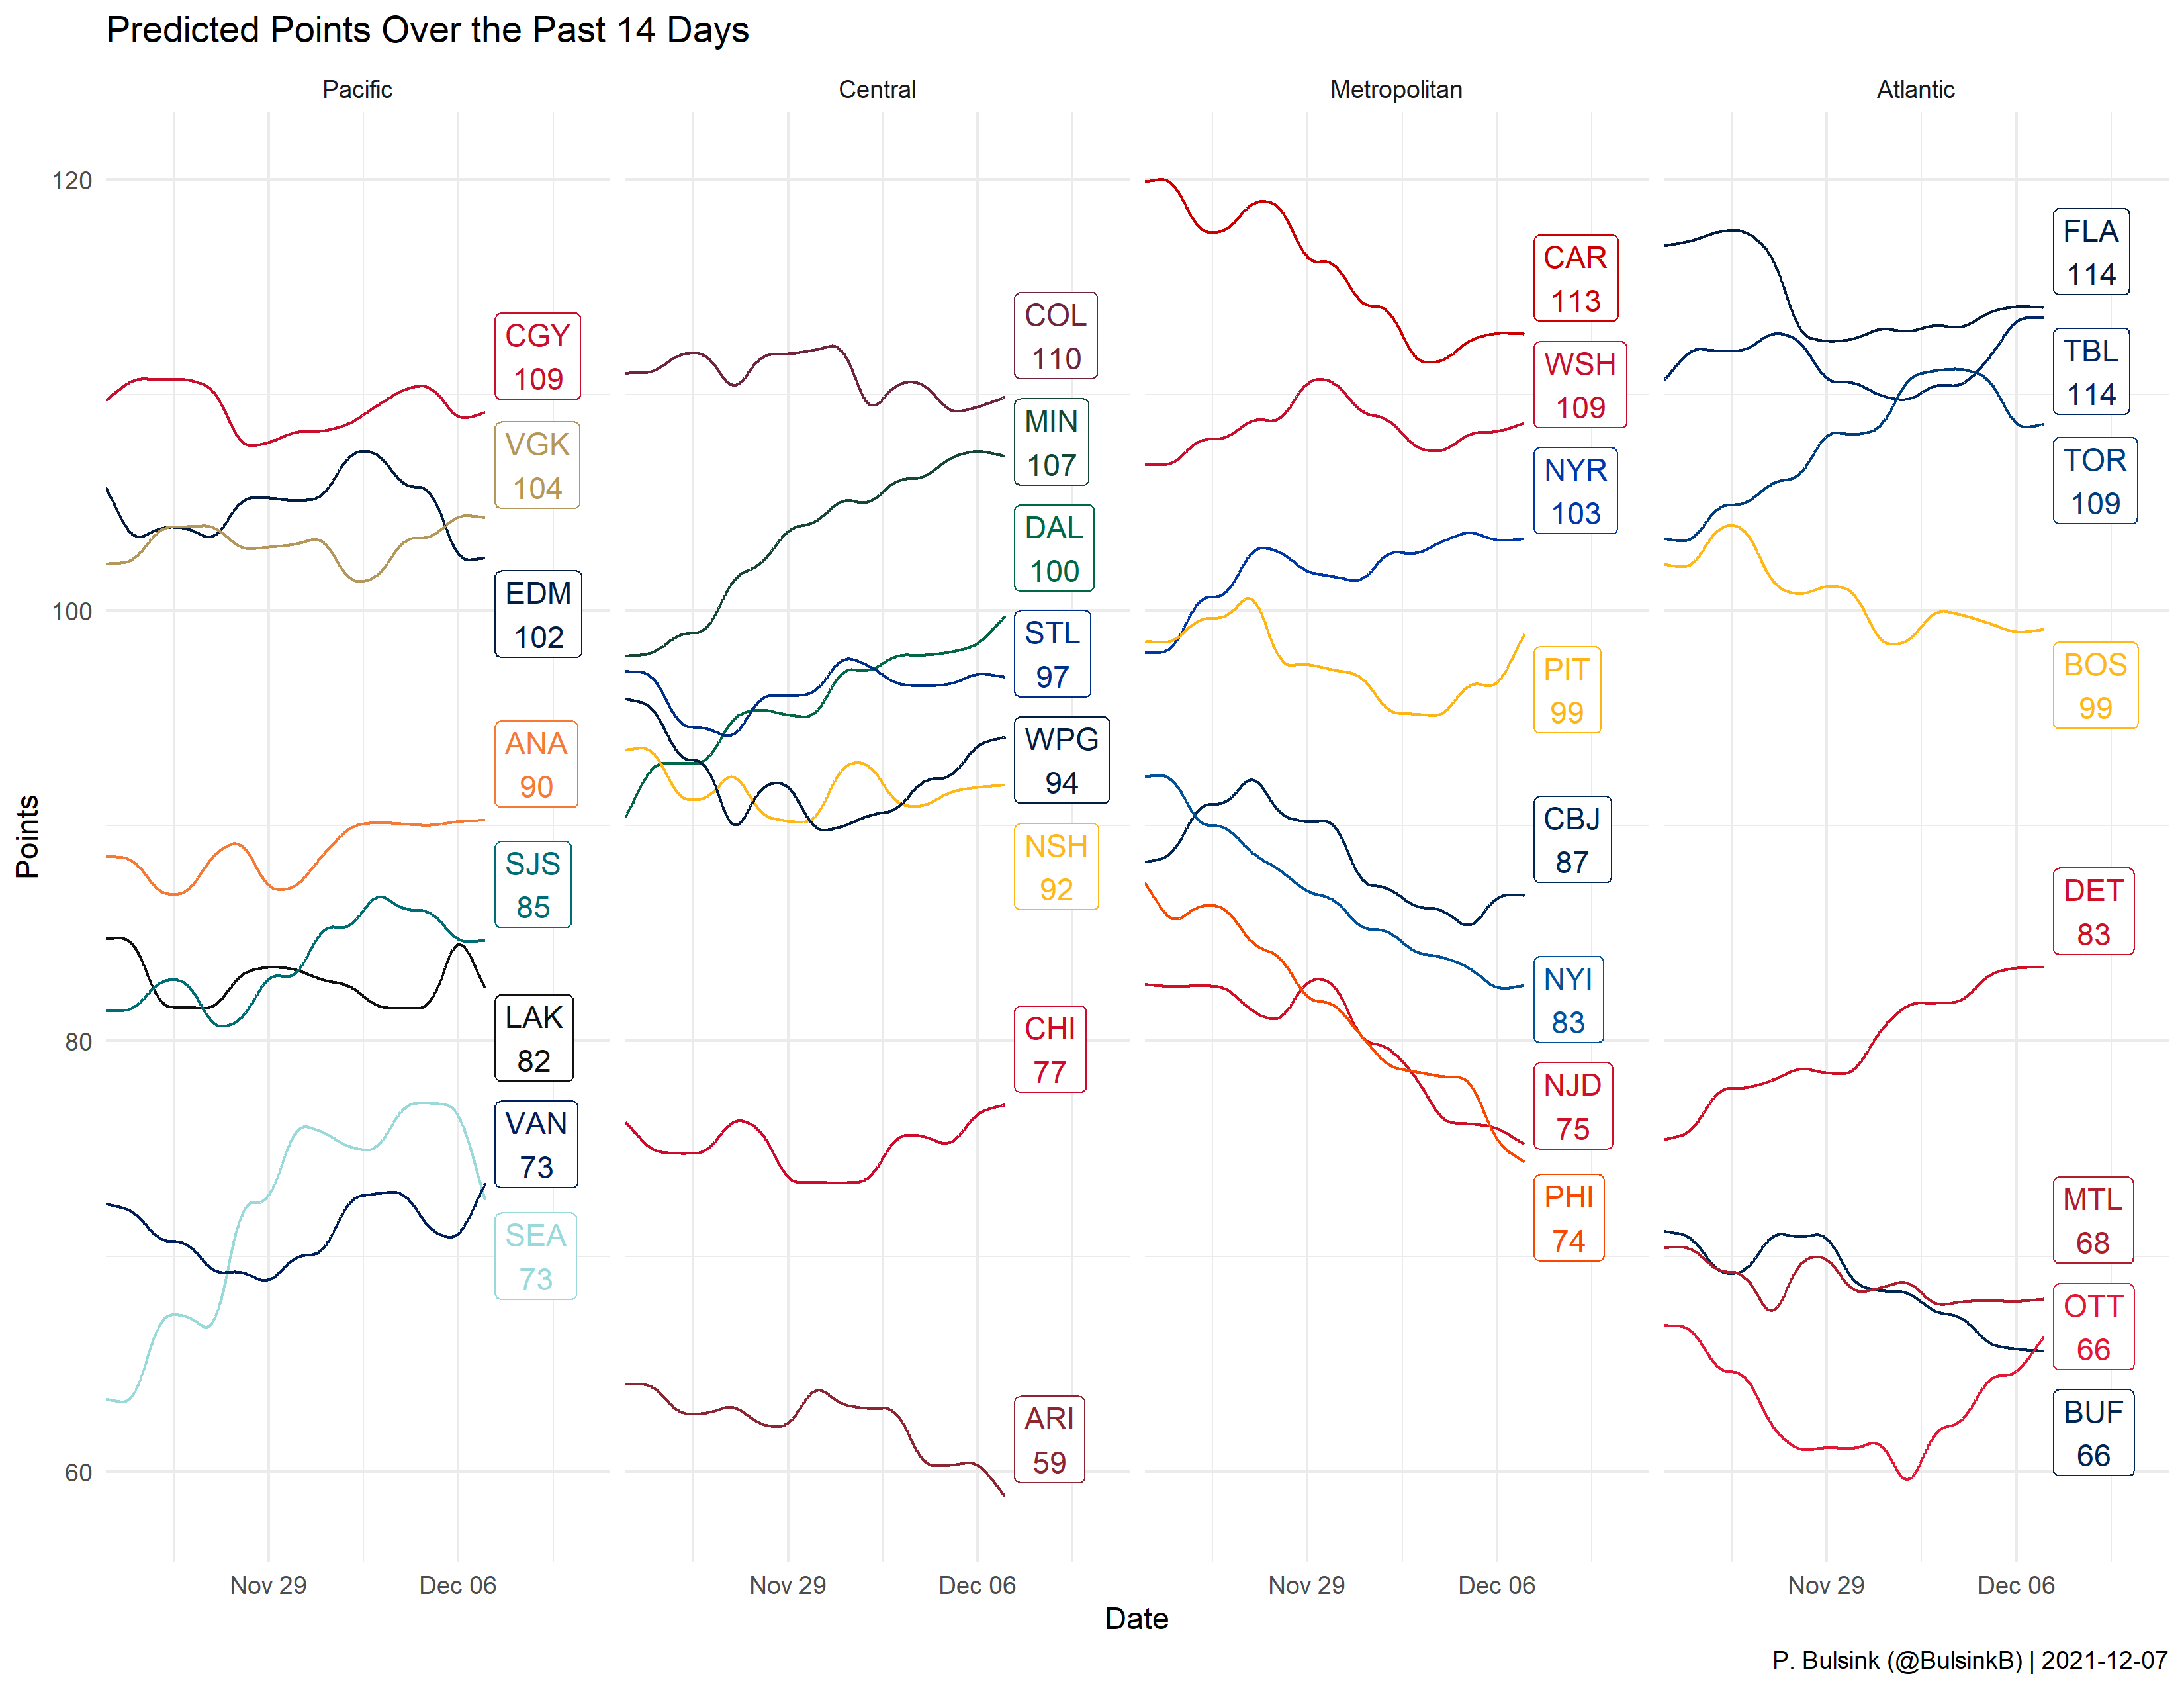 Predicted Points Over the Past 14 Days
Pacific
Central
Metropolitan
Atlantic
Points
120
100
80
60
CGY
109
VGK
104
EDM
102
ANA
90
SJS
85
LAK
82
VAN
73
SEA
73
COL
110
MIN
107
DAL
100
STL
97
WPG
94
NSH
92
CHI
77
ARI
59
CAR
113
WSH
109
NYR
103
PIT
99
CBJ
87
NYI
83
NJD
75
PHI
74
FLA
114
TBL
114
TOR
109
BOS
99
DET
83
MTL
68
OTT
66
BUF
66
Nov 29
Dec 06
Nov 29
Dec 06
Nov 29
Dec 06
Nov 29
Dec 06
Date
P. Bulsink (@BulsinkB) | 2021-12-07